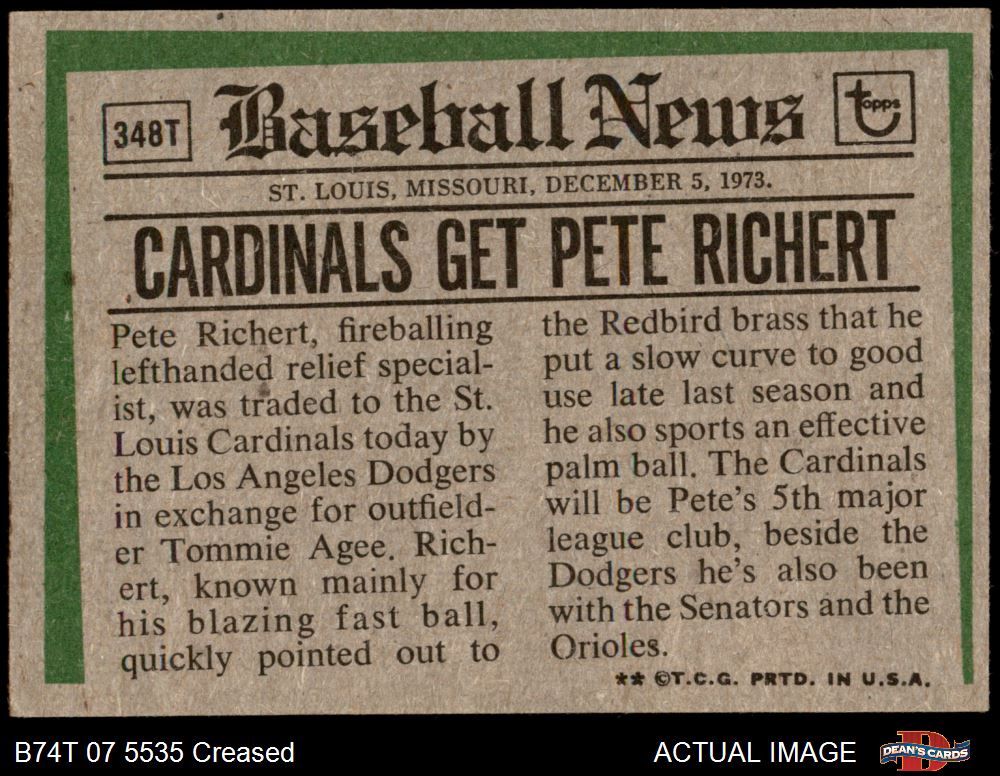 348T
Baseball News
Topps
ST. LOUIS, MISSOURI, DECEMBER 5, 1973.
CARDINALS GET PETE RICHERT
Pete Richert, fireballing
lefthanded relief special-
ist, was traded to the St.
Louis Cardinals today by
the Los Angeles Dodgers
in exchange for outfield-
er Tommie Agee. Rich-
ert, known mainly for
his blazing fast ball,
quickly pointed out to
the Redbird brass that he
put a slow curve to good
use late last season and
he also sports an effective
palm ball. The Cardinals
will be Pete's 5th major
league club, beside the
Dodgers he's also been
with the Senators and the
Orioles.
** ©T.C.G. PRTD. IN U.S.A.
B74T 07 5535 Creased
ACTUAL IMAGE
D
DEAN'S CARDS